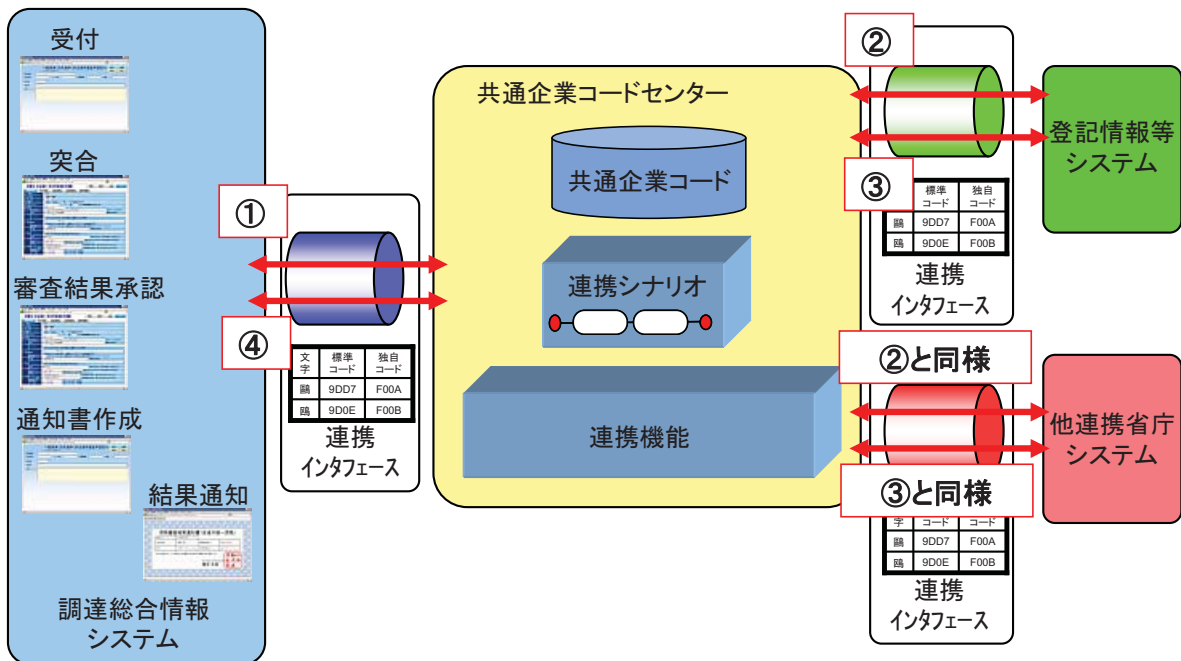 受付
突合
審査結果承認
通知書作成
結果通知
調達総合情報
システム
①
④
文字 標準コード 独自コード
鷗 9DD7 F00A
鴎 9D0E F00B
連携
インタフェース
共通企業コードセンター
共通企業コード
連携シナリオ
連携機能
②
③
標準コード 独自コード
鷗 9DD7 F00A
鴎 9D0E F00B
連携
インタフェース
登記情報等
システム
②と同様
③と同様
字 コード コード
鷗 9DD7 F00A
鴎 9D0E F00B
連携
インタフェース
他連携省庁
システム